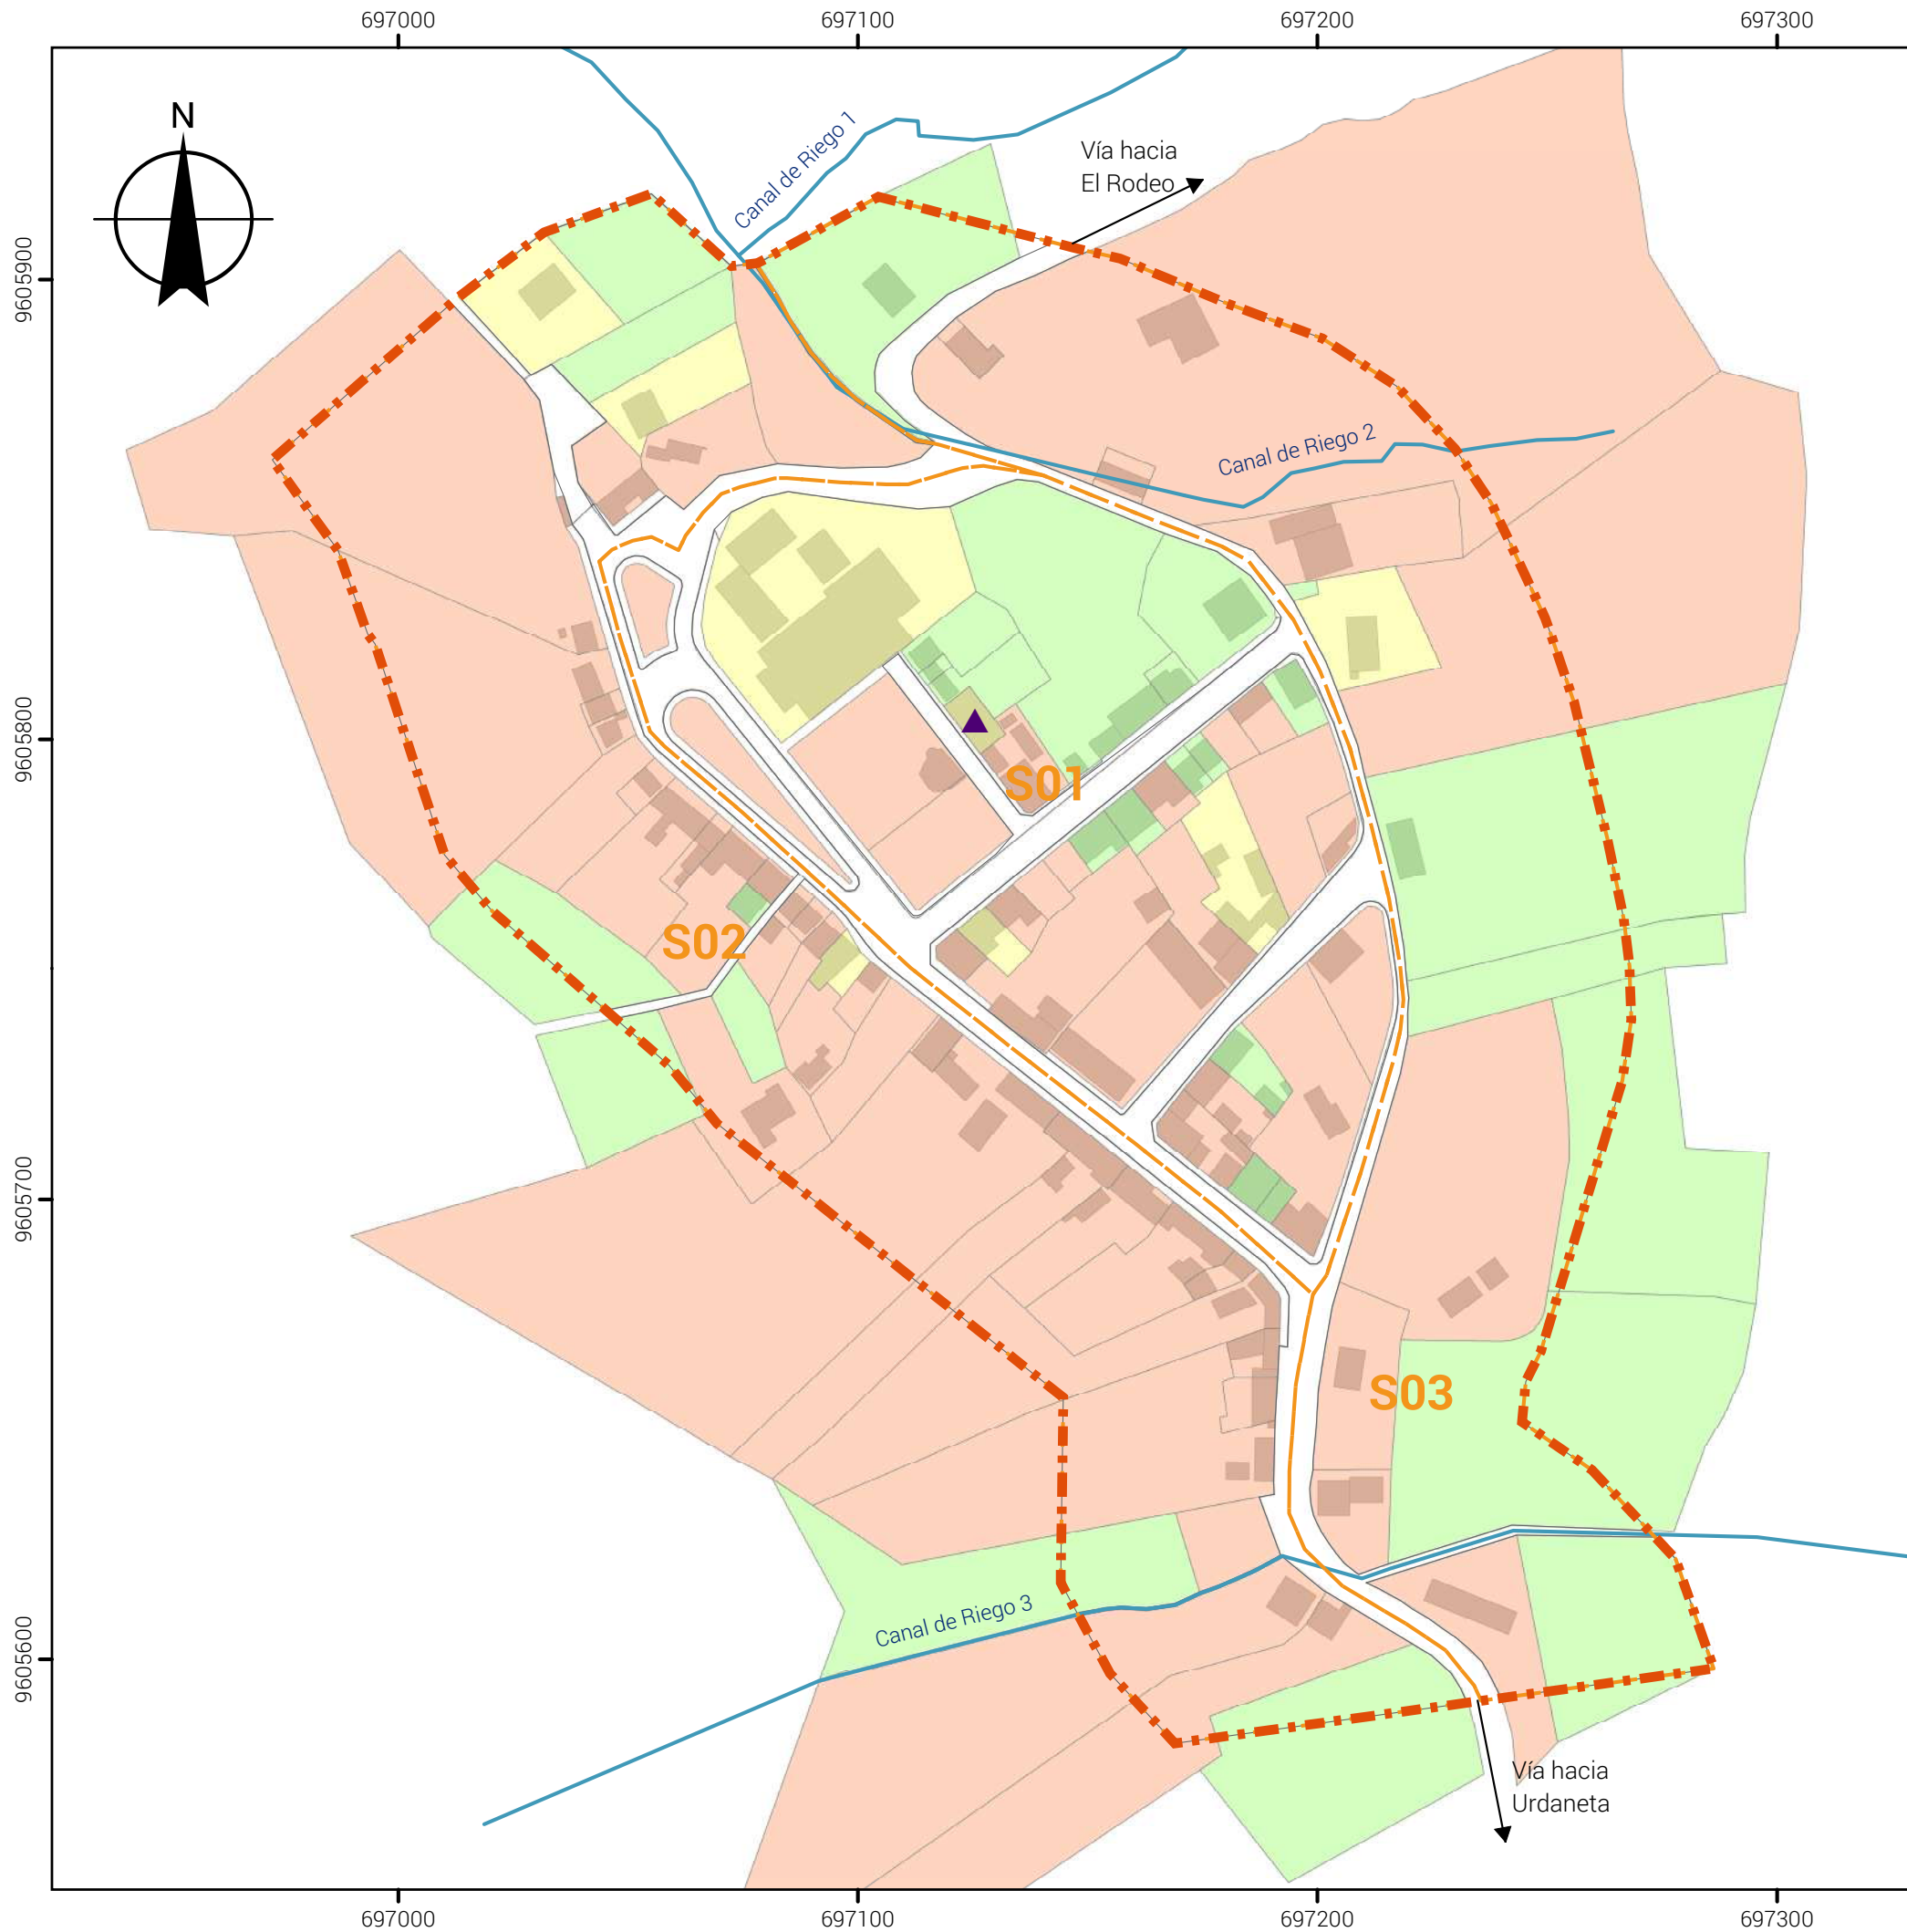 697000
697100
697200
697300
N
Canal de Riego 1
Vía hacia
El Rodeo
9605900
Canal de Riego 2
9605800
S01
S02
9605700
S03
Canal de Riego 3
9605600
Vía hacia
Urdaneta
697000
697100
697200
697300